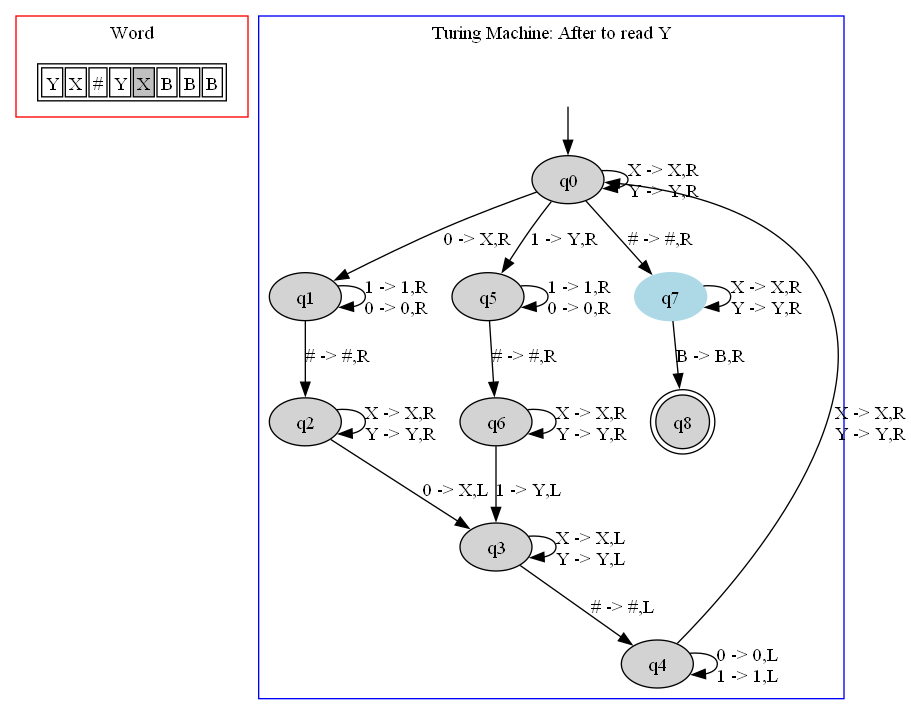 Word
Y X # Y X B B B
Turing Machine: After to read Y
q0
X -> X,R
Y -> Y,R
0 -> X,R
1 -> Y,R
# -> #,R
q1
1 -> 1,R
0 -> 0,R
q5
1 -> 1,R
0 -> 0,R
q7
X -> X,R
Y -> Y,R
# -> #,R
# -> #,R
B -> B,R
q2
X -> X,R
Y -> Y,R
q6
X -> X,R
Y -> Y,R
q8
X -> X,R
Y -> Y,R
0 -> X,L
1 -> Y,L
q3
X -> X,L
Y -> Y,L
# -> #,L
q4
0 -> 0,L
1 -> 1,L